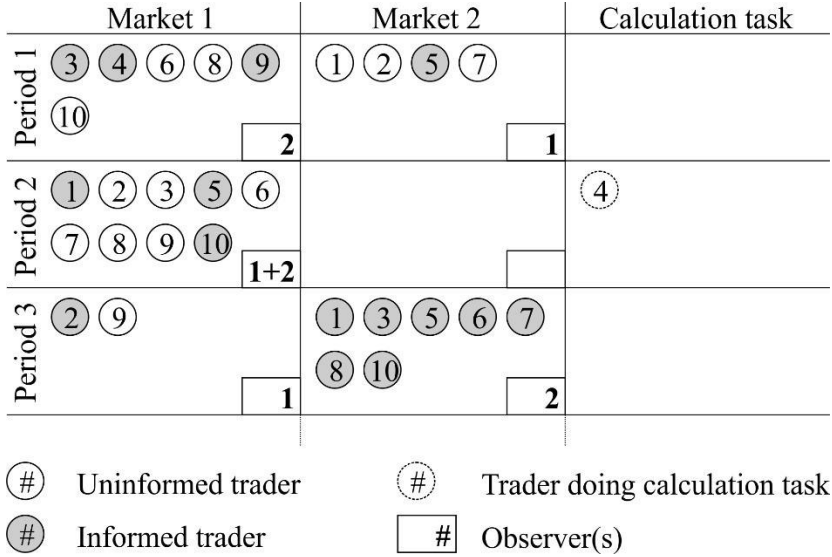 Market 1 Market 2 Calculation task
Period 1
3 4 6 8 9
10
2
1 2 5 7
1
Period 2
1 2 3 5 6
7 8 9 10
1+2
4
Period 3
2 9
1
1 3 5 6 7
8 10
2
# Uninformed trader
# Trader doing calculation task
# Informed trader
# Observer(s)